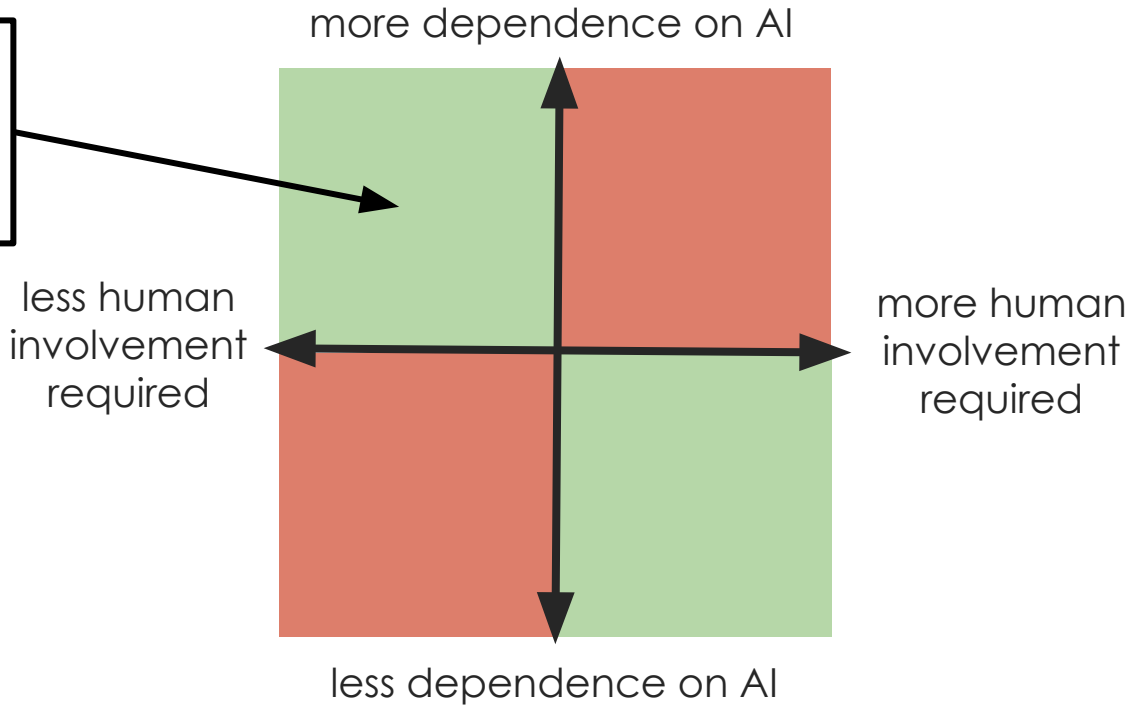 more dependence on AI
less human
involvement
required
more human
involvement
required
less dependence on AI